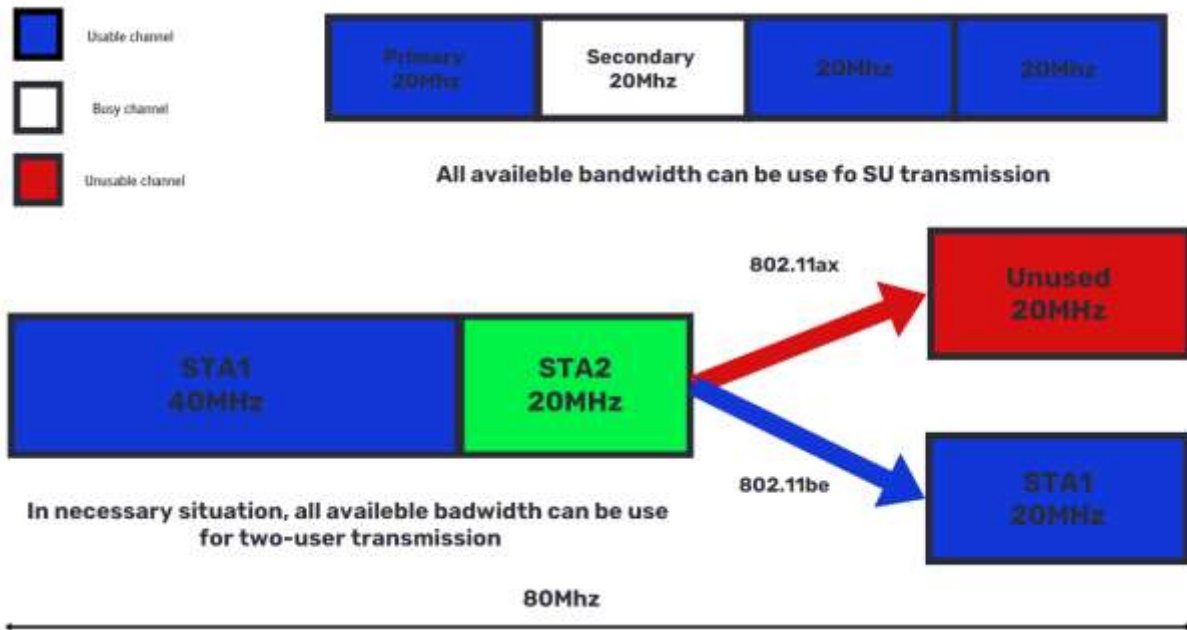 Usable channel
Busy channel
Unusable channel
Primary
20Mhz
Secondary
20Mhz
20Mhz
20Mhz
All availeble bandwidth can be use fo SU transmission
802.11ax
Unused
20MHz
STA1
40MHz
STA2
20MHz
802.11be
STA1
20MHz
In necessary situation, all availeble badwidth can be use
for two-user transmission
80Mhz